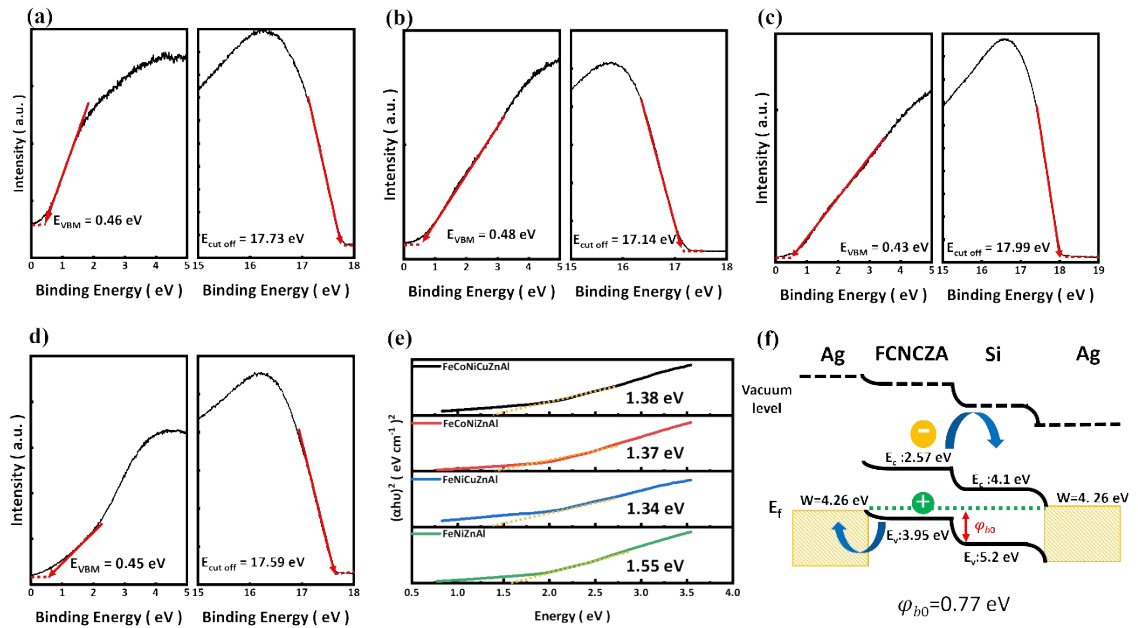 (a)
Intensity ( a.u. )
E_VBM = 0.46 eV
E_cut off = 17.73 eV
0 1 2 3 4 5
15 16 17 18
Binding Energy ( eV )
Binding Energy ( eV )
(b)
Intensity ( a.u. )
E_VBM = 0.48 eV
E_cut off = 17.14 eV
0 1 2 3 4 5
15 16 17 18
Binding Energy ( eV )
Binding Energy ( eV )
(c)
Intensity ( a.u. )
E_VBM = 0.43 eV
E_cut off = 17.99 eV
0 1 2 3 4 5
15 16 17 18 19
Binding Energy ( eV )
Binding Energy ( eV )
d)
Intensity ( a.u. )
E_VBM = 0.45 eV
E_cut off = 17.59 eV
0 1 2 3 4 5
15 16 17 18
Binding Energy ( eV )
Binding Energy ( eV )
(e)
(αhυ)² ( eV cm⁻¹ )²
FeCoNiCuZnAl
1.38 eV
FeCoNiZnAl
1.37 eV
FeNiCuZnAl
1.34 eV
FeNiZnAl
1.55 eV
0.5 1.0 1.5 2.0 2.5 3.0 3.5 4.0
Energy ( eV )
(f)
Ag FCNCZA Si Ag
Vacuum
level
−
E_c :2.57 eV
E_c :4.1 eV
W=4.26 eV
W=4. 26 eV
E_f
+
φ_b0
E_v:3.95 eV
E_v:5.2 eV
φ_b0=0.77 eV